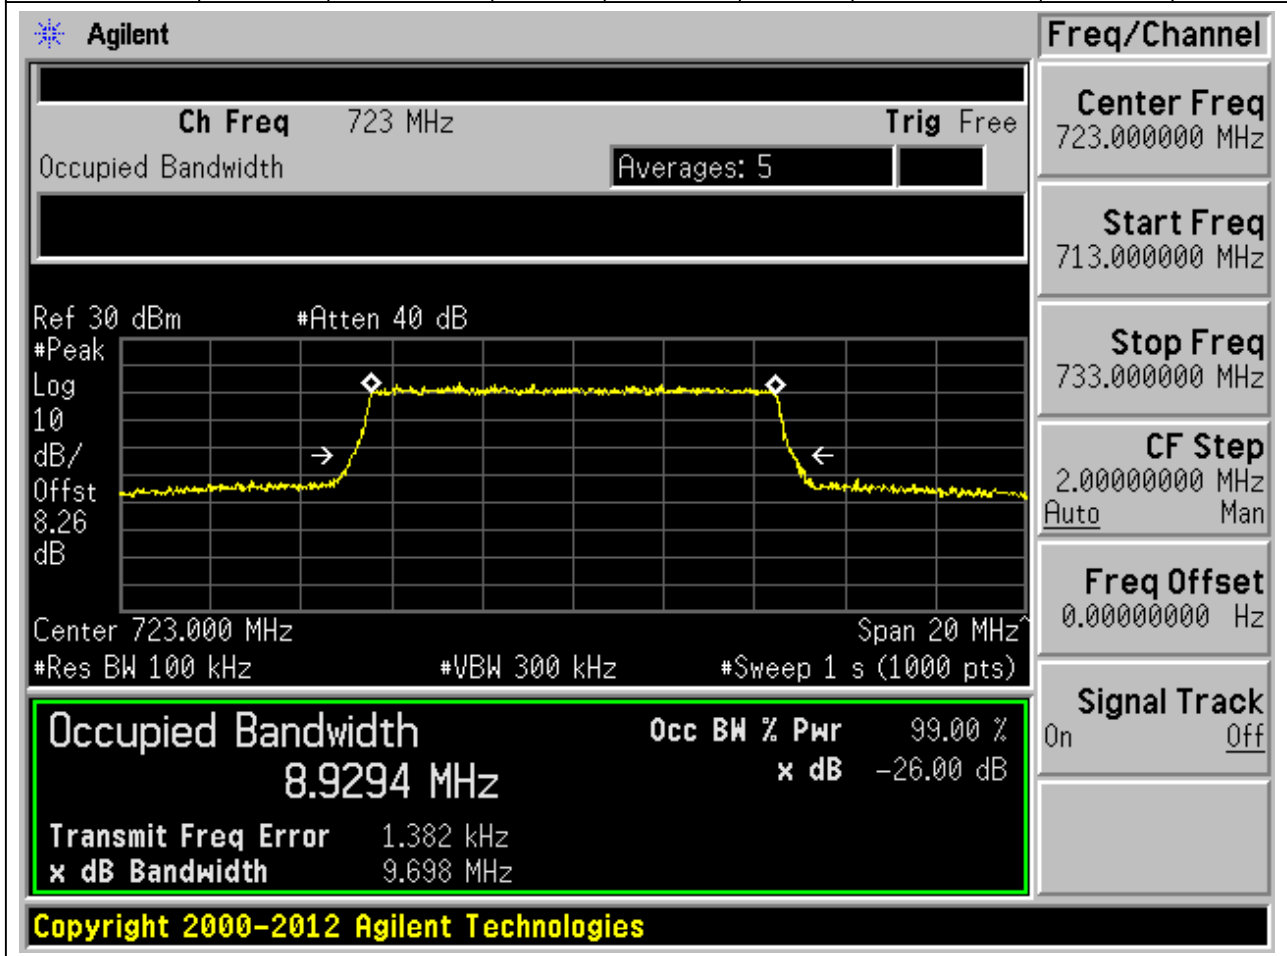 Agilent
Freq/Channel
Ch Freq 723 MHz Trig Free
Occupied Bandwidth Averages: 5
Center Freq
723.000000 MHz
Start Freq
713.000000 MHz
Stop Freq
733.000000 MHz
CF Step
2.00000000 MHz
Auto Man
Freq Offset
0.00000000 Hz
Signal Track
On Off
Ref 30 dBm #Atten 40 dB
#Peak
Log
10
dB/
Offst
8.26
dB
Center 723.000 MHz Span 20 MHz^
#Res BW 100 kHz #VBW 300 kHz #Sweep 1 s (1000 pts)
Occupied Bandwidth Occ BW % Pwr 99.00 %
8.9294 MHz x dB -26.00 dB
Transmit Freq Error 1.382 kHz
x dB Bandwidth 9.698 MHz
Copyright 2000-2012 Agilent Technologies